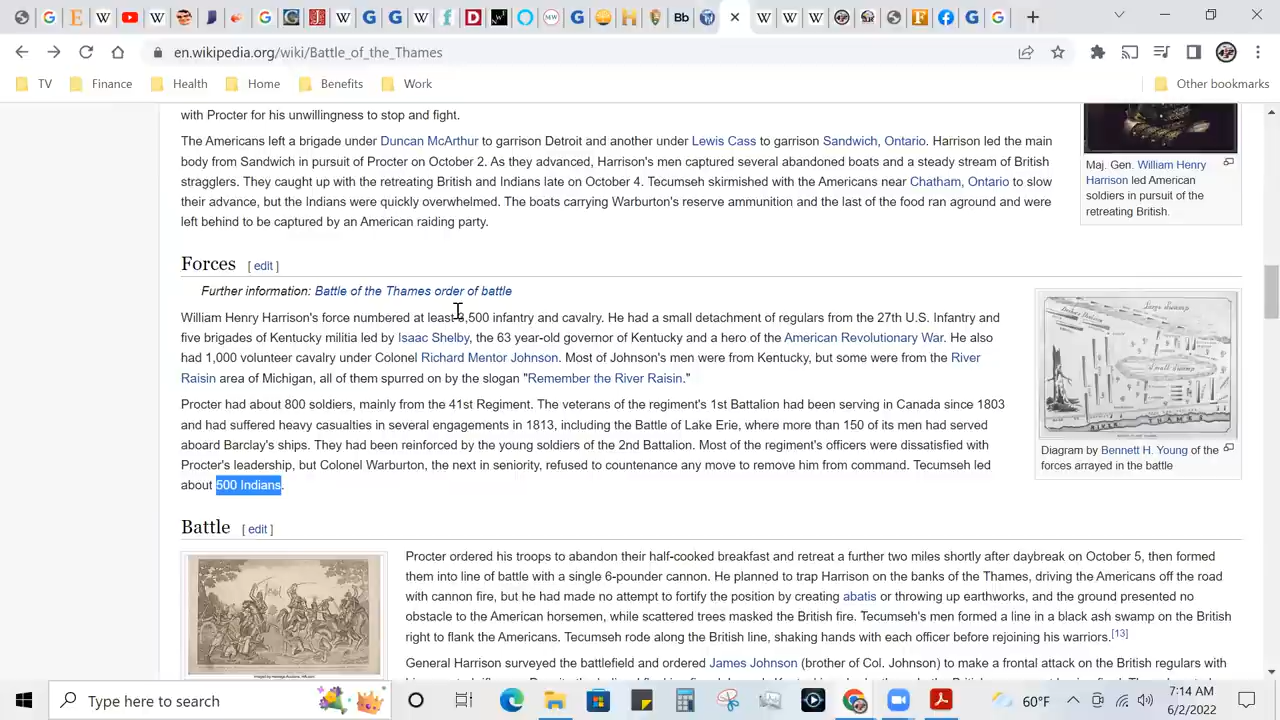 en.wikipedia.org/wiki/Battle_of_the_Thames
TV
Finance
Health
Home
Benefits
Work
Other bookmarks
with Procter for his unwillingness to stop and fight.
The Americans left a brigade under Duncan McArthur to garrison Detroit and another under Lewis Cass to garrison Sandwich, Ontario. Harrison led the main
body from Sandwich in pursuit of Procter on October 2. As they advanced, Harrison's men captured several abandoned boats and a steady stream of British
stragglers. They caught up with the retreating British and Indians late on October 4. Tecumseh skirmished with the Americans near Chatham, Ontario to slow
their advance, but the Indians were quickly overwhelmed. The boats carrying Warburton's reserve ammunition and the last of the food ran aground and were
left behind to be captured by an American raiding party.
Maj. Gen. William Henry
Harrison led American
soldiers in pursuit of the
retreating British.
Forces [ edit ]
Further information: Battle of the Thames order of battle
William Henry Harrison's force numbered at least 3,500 infantry and cavalry. He had a small detachment of regulars from the 27th U.S. Infantry and
five brigades of Kentucky militia led by Isaac Shelby, the 63 year-old governor of Kentucky and a hero of the American Revolutionary War. He also
had 1,000 volunteer cavalry under Colonel Richard Mentor Johnson. Most of Johnson's men were from Kentucky, but some were from the River
Raisin area of Michigan, all of them spurred on by the slogan "Remember the River Raisin."
Procter had about 800 soldiers, mainly from the 41st Regiment. The veterans of the regiment's 1st Battalion had been serving in Canada since 1803
and had suffered heavy casualties in several engagements in 1813, including the Battle of Lake Erie, where more than 150 of its men had served
aboard Barclay's ships. They had been reinforced by the young soldiers of the 2nd Battalion. Most of the regiment's officers were dissatisfied with
Procter's leadership, but Colonel Warburton, the next in seniority, refused to countenance any move to remove him from command. Tecumseh led
about 500 Indians.
Diagram by Bennett H. Young of the
forces arrayed in the battle
Battle [ edit ]
Procter ordered his troops to abandon their half-cooked breakfast and retreat a further two miles shortly after daybreak on October 5, then formed
them into line of battle with a single 6-pounder cannon. He planned to trap Harrison on the banks of the Thames, driving the Americans off the road
with cannon fire, but he had made no attempt to fortify the position by creating abatis or throwing up earthworks, and the ground presented no
obstacle to the American horsemen, while scattered trees masked the British fire. Tecumseh's men formed a line in a black ash swamp on the British
right to flank the Americans. Tecumseh rode along the British line, shaking hands with each officer before rejoining his warriors.[13]
General Harrison surveyed the battlefield and ordered James Johnson (brother of Col. Johnson) to make a frontal attack on the British regulars with
Type here to search
60°F
7:14 AM
6/2/2022